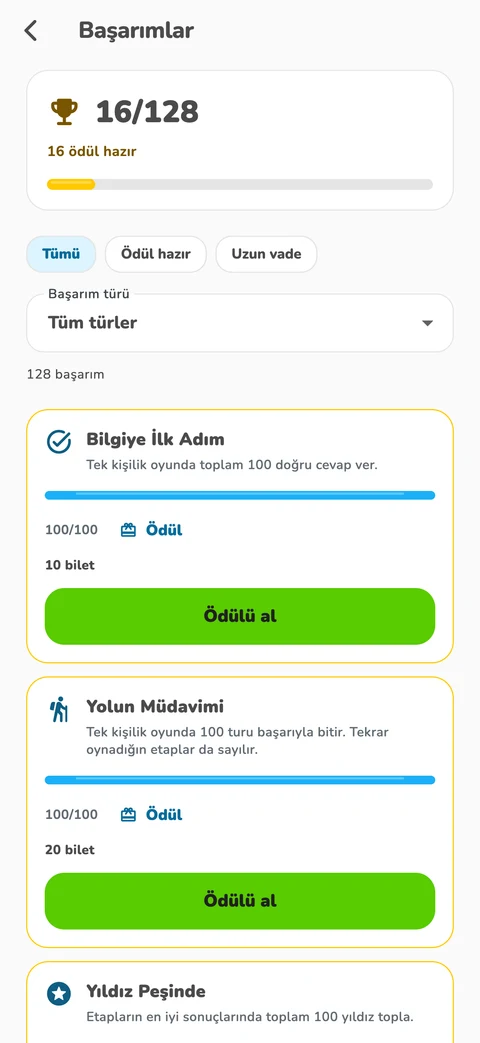 Başarımlar
16/128
16 ödül hazır
Tümü
Ödül hazır
Uzun vade
Başarım türü
Tüm türler
128 başarım
Bilgiye İlk Adım
Tek kişilik oyunda toplam 100 doğru cevap ver.
100/100
Ödül
10 bilet
Ödülü al
Yolun Müdavimi
Tek kişilik oyunda 100 turu başarıyla bitir. Tekrar
oynadığın etaplar da sayılır.
100/100
Ödül
20 bilet
Ödülü al
Yıldız Peşinde
Etapların en iyi sonuçlarında toplam 100 yıldız topla.